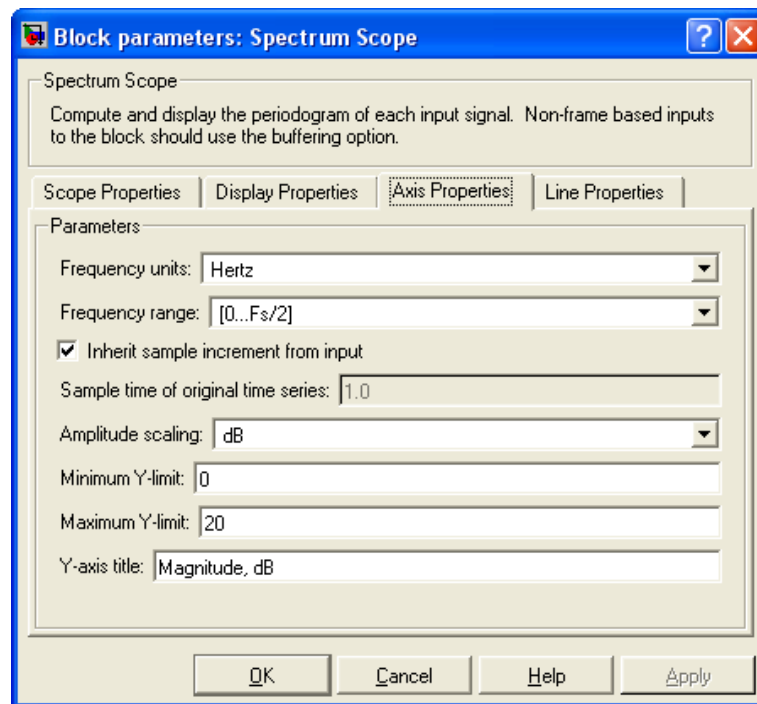 Block parameters: Spectrum Scope
?
Spectrum Scope
Compute and display the periodogram of each input signal. Non-frame based inputs
to the block should use the buffering option.
Scope Properties Display Properties Axis Properties Line Properties
Parameters
Frequency units: Hertz
Frequency range: [0...Fs/2]
Inherit sample increment from input
Sample time of original time series: 1.0
Amplitude scaling: dB
Minimum Y-limit: 0
Maximum Y-limit: 20
Y-axis title: Magnitude, dB
OK Cancel Help Apply